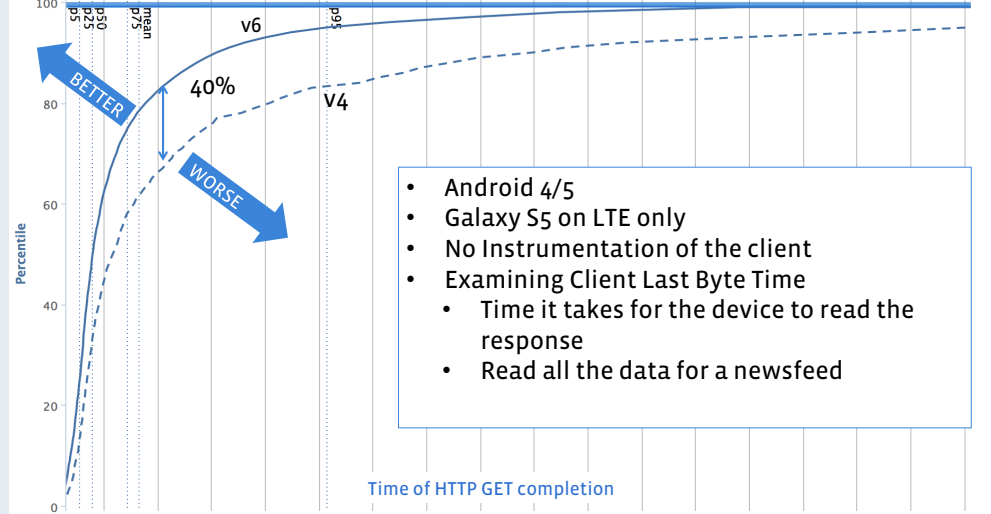 100
p5
p25
p50
p75
mean
p95
v6
BETTER
40%
80
v4
WORSE
60
Percentile
40
20
0
• Android 4/5
• Galaxy S5 on LTE only
• No Instrumentation of the client
• Examining Client Last Byte Time
• Time it takes for the device to read the
response
• Read all the data for a newsfeed
Time of HTTP GET completion